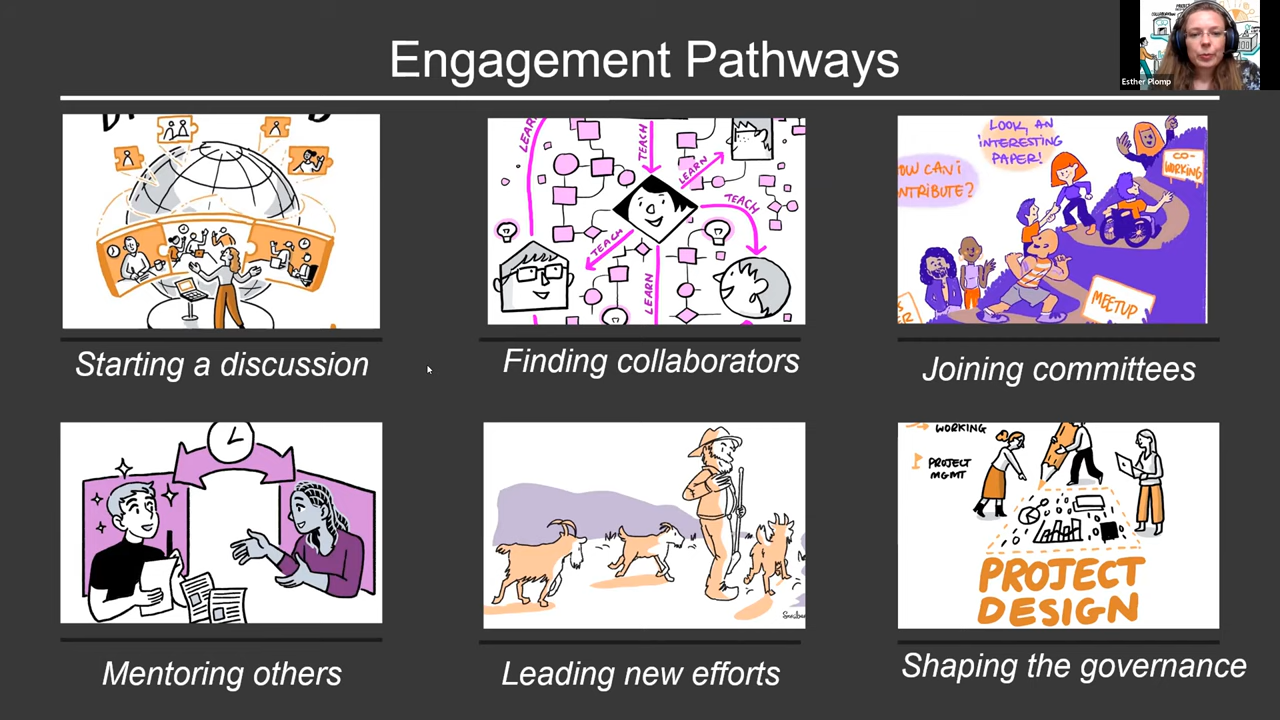 Engagement Pathways
Esther Plomp
LEARN
TEACH
LEARN
TEACH
TEACH
LEARN
LOOK, AN
INTERESTING
PAPER!
CO-
WORKING
OW CAN I
NTRIBUTE?
MEETUP
Starting a discussion
Finding collaborators
Joining committees
WORKING
PROJECT
MGMT
PROJECT
DESIGN
Mentoring others
Leading new efforts
Shaping the governance